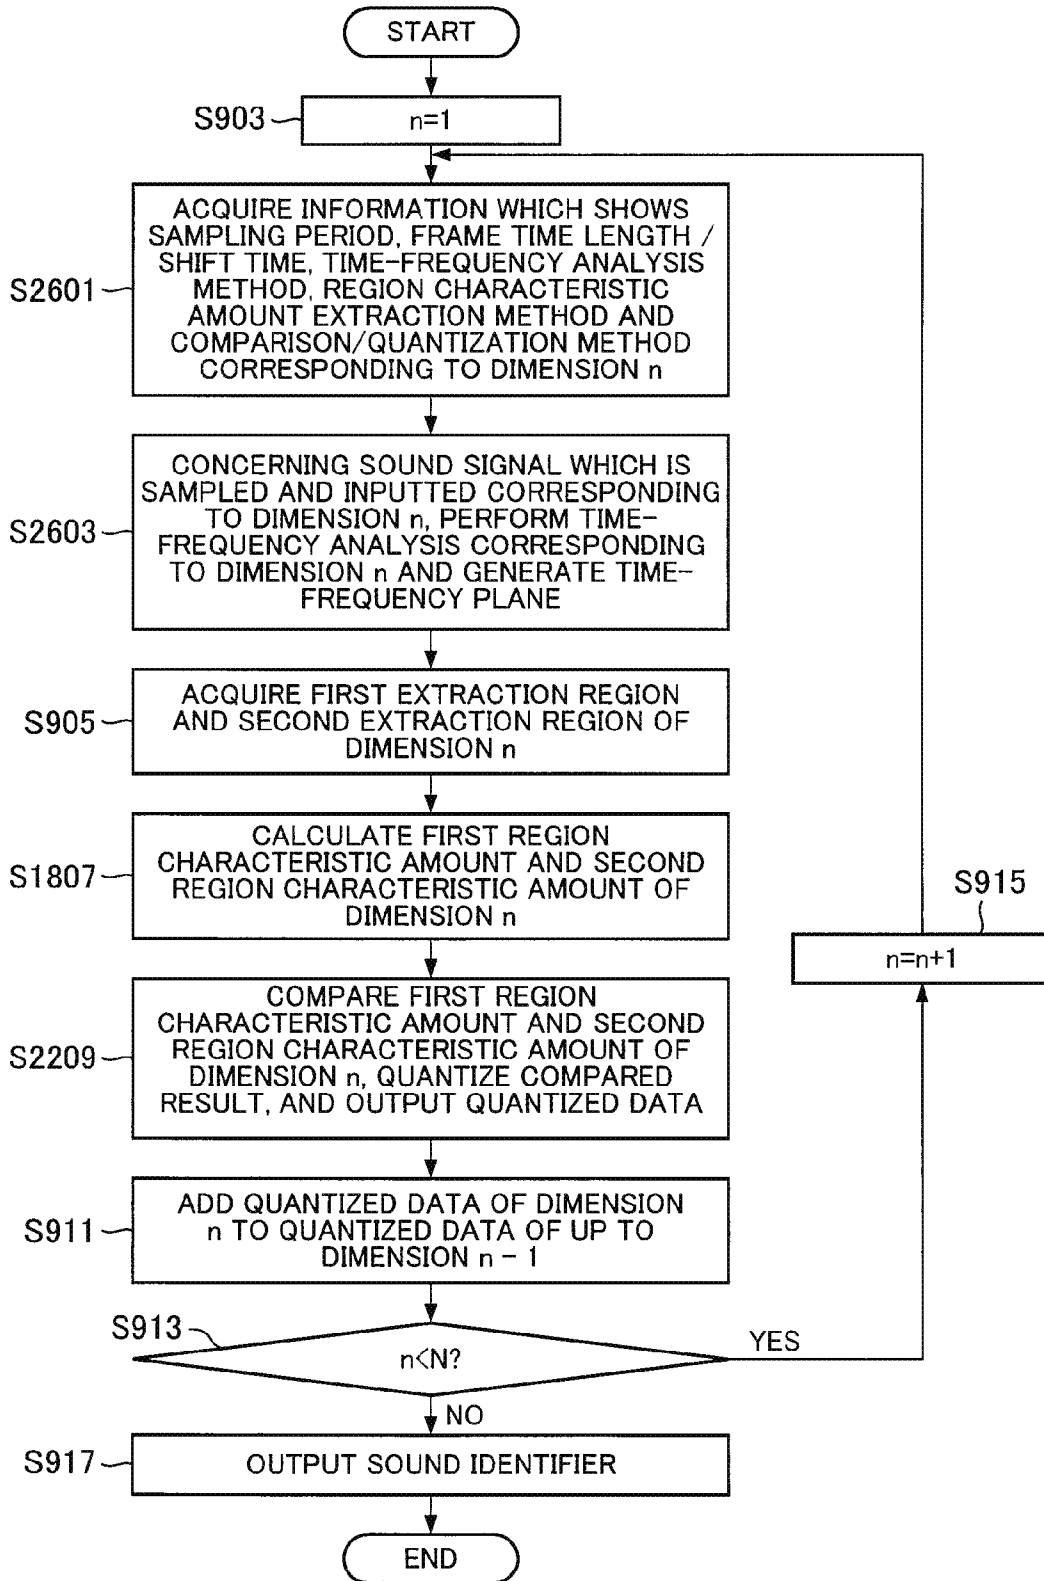 START
S903
n=1
S2601
ACQUIRE INFORMATION WHICH SHOWS
SAMPLING PERIOD, FRAME TIME LENGTH /
SHIFT TIME, TIME-FREQUENCY ANALYSIS
METHOD, REGION CHARACTERISTIC
AMOUNT EXTRACTION METHOD AND
COMPARISON/QUANTIZATION METHOD
CORRESPONDING TO DIMENSION n
S2603
CONCERNING SOUND SIGNAL WHICH IS
SAMPLED AND INPUTTED CORRESPONDING
TO DIMENSION n, PERFORM TIME-
FREQUENCY ANALYSIS CORRESPONDING
TO DIMENSION n AND GENERATE TIME-
FREQUENCY PLANE
S905
ACQUIRE FIRST EXTRACTION REGION
AND SECOND EXTRACTION REGION OF
DIMENSION n
S1807
CALCULATE FIRST REGION
CHARACTERISTIC AMOUNT AND SECOND
REGION CHARACTERISTIC AMOUNT OF
DIMENSION n
S915
n=n+1
S2209
COMPARE FIRST REGION
CHARACTERISTIC AMOUNT AND SECOND
REGION CHARACTERISTIC AMOUNT OF
DIMENSION n, QUANTIZE COMPARED
RESULT, AND OUTPUT QUANTIZED DATA
S911
ADD QUANTIZED DATA OF DIMENSION
n TO QUANTIZED DATA OF UP TO
DIMENSION n - 1
S913
n<N?
YES
NO
S917
OUTPUT SOUND IDENTIFIER
END